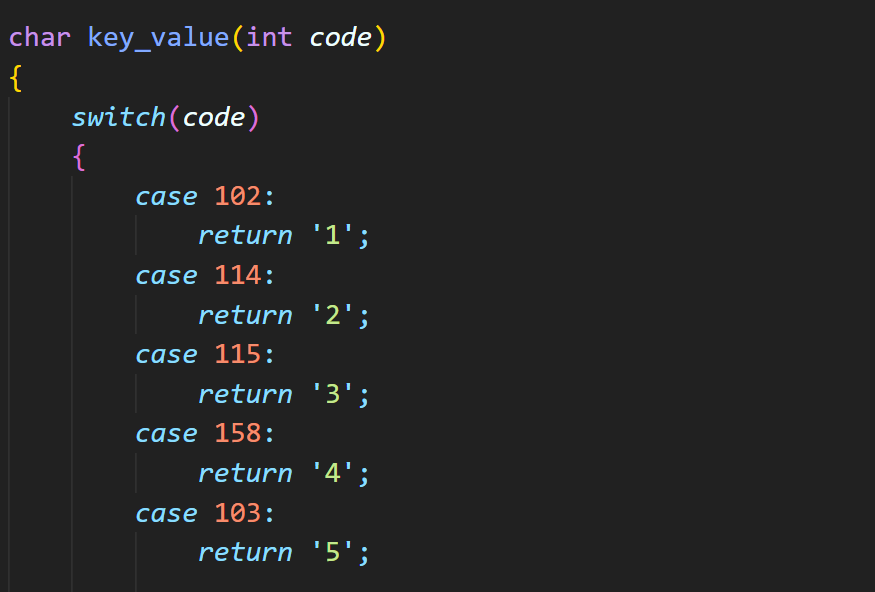 char key_value(int code)
{
    switch(code)
    {
        case 102:
            return '1';
        case 114:
            return '2';
        case 115:
            return '3';
        case 158:
            return '4';
        case 103:
            return '5';